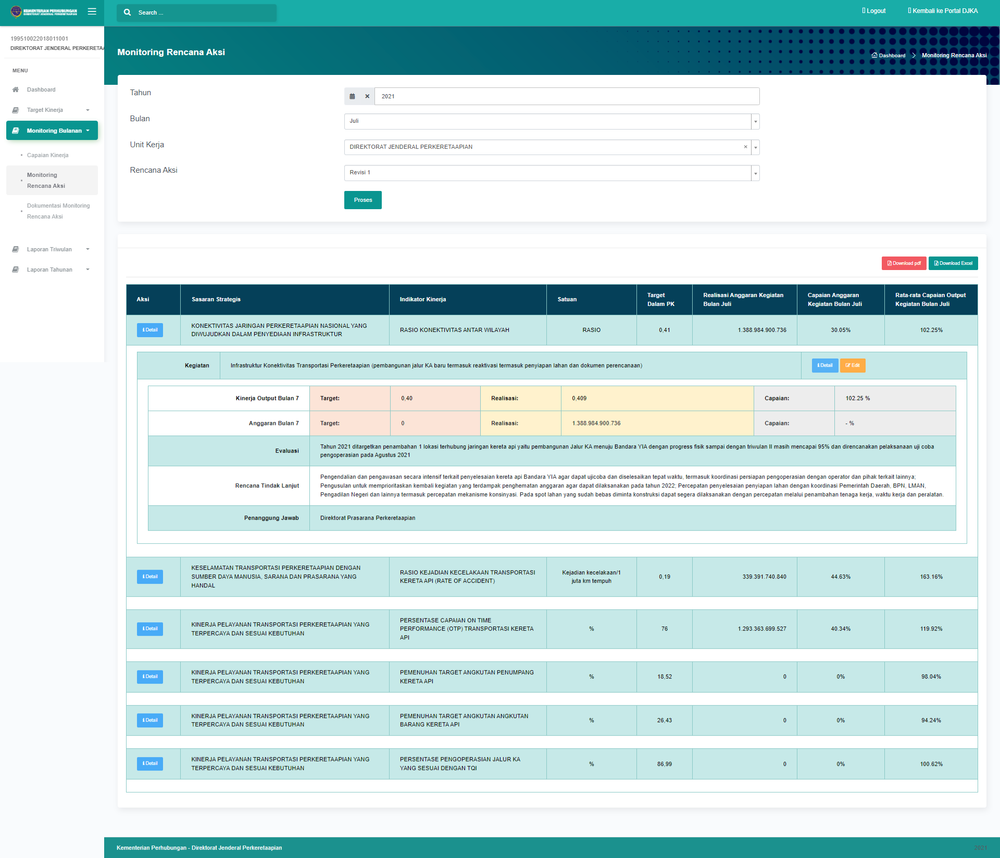 KEMENTERIAN PERHUBUNGAN
DIREKTORAT JENDERAL PERKERETAAPIAN
Search ...
Logout
Kembali ke Portal DJKA
199510022018011001
DIREKTORAT JENDERAL PERKERETAA
MENU
Dashboard
Target Kinerja
Monitoring Bulanan
Capaian Kinerja
Monitoring
Rencana Aksi
Dokumentasi Monitoring
Rencana Aksi
Laporan Triwulan
Laporan Tahunan
Monitoring Rencana Aksi
Dashboard > Monitoring Rencana Aksi
Tahun
2021
Bulan
Juli
Unit Kerja
DIREKTORAT JENDERAL PERKERETAAPIAN ×
Rencana Aksi
Revisi 1
Proses
Download pdf
Download Excel
Aksi
Sasaran Strategis
Indikator Kinerja
Satuan
Target
Dalam PK
Realisasi Anggaran Kegiatan
Bulan Juli
Capaian Anggaran
Kegiatan Bulan Juli
Rata-rata Capaian Output
Kegiatan Bulan Juli
Detail
KONEKTIVITAS JARINGAN PERKERETAAPIAN NASIONAL YANG
DIWUJUDKAN DALAM PENYEDIAAN INFRASTRUKTUR
RASIO KONEKTIVITAS ANTAR WILAYAH
RASIO
0,41
1.388.984.900.736
30.05%
102.25%
Kegiatan
Infrastruktur Konektivitas Transportasi Perkeretaapian (pembangunan jalur KA baru termasuk reaktivasi termasuk penyiapan lahan dan dokumen perencanaan)
Detail
Edit
Kinerja Output Bulan 7
Target:
0,40
Realisasi:
0,409
Capaian:
102.25 %
Anggaran Bulan 7
Target:
0
Realisasi:
1.388.984.900.736
Capaian:
- %
Evaluasi
Tahun 2021 ditargetkan penambahan 1 lokasi terhubung jaringan kereta api yaitu pembangunan Jalur KA menuju Bandara YIA dengan progress fisik sampai dengan triwulan II masih mencapai 95% dan direncanakan pelaksanaan uji coba
pengoperasian pada Agustus 2021
Rencana Tindak Lanjut
Pengendalian dan pengawasan secara intensif terkait penyelesaian kereta api Bandara YIA agar dapat ujicoba dan diselesaikan tepat waktu, termasuk koordinasi persiapan pengoperasian dengan operator dan pihak terkait lainnya;
Pengusulan untuk memprioritaskan kembali kegiatan yang terdampak penghematan anggaran agar dapat dilaksanakan pada tahun 2022; Percepatan penyelesaian penyiapan lahan dengan koordinasi Pemerintah Daerah, BPN, LMAN,
Pengadilan Negeri dan lainnya termasuk percepatan mekanisme konsinyasi. Pada spot lahan yang sudah bebas diminta konstruksi dapat segera dilaksanakan dengan percepatan melalui penambahan tenaga kerja, waktu kerja dan peralatan.
Penanggung Jawab
Direktorat Prasarana Perkeretaapian
Detail
KESELAMATAN TRANSPORTASI PERKERETAAPIAN DENGAN
SUMBER DAYA MANUSIA, SARANA DAN PRASARANA YANG
HANDAL
RASIO KEJADIAN KECELAKAAN TRANSPORTASI
KERETA API (RATE OF ACCIDENT)
Kejadian kecelakaan/1
juta km tempuh
0,19
339.391.740.840
44.63%
163.16%
Detail
KINERJA PELAYANAN TRANSPORTASI PERKERETAAPIAN YANG
TERPERCAYA DAN SESUAI KEBUTUHAN
PERSENTASE CAPAIAN ON TIME
PERFORMANCE (OTP) TRANSPORTASI KERETA
API
%
76
1.293.363.699.527
40.34%
119.92%
Detail
KINERJA PELAYANAN TRANSPORTASI PERKERETAAPIAN YANG
TERPERCAYA DAN SESUAI KEBUTUHAN
PEMENUHAN TARGET ANGKUTAN PENUMPANG
KERETA API
%
18,52
0
0%
98.04%
Detail
KINERJA PELAYANAN TRANSPORTASI PERKERETAAPIAN YANG
TERPERCAYA DAN SESUAI KEBUTUHAN
PEMENUHAN TARGET ANGKUTAN ANGKUTAN
BARANG KERETA API
%
26,43
0
0%
94.24%
Detail
KINERJA PELAYANAN TRANSPORTASI PERKERETAAPIAN YANG
TERPERCAYA DAN SESUAI KEBUTUHAN
PERSENTASE PENGOPERASIAN JALUR KA
YANG SESUAI DENGAN TQI
%
86,99
0
0%
100.62%
Kementerian Perhubungan - Direktorat Jenderal Perkeretaapian
2021